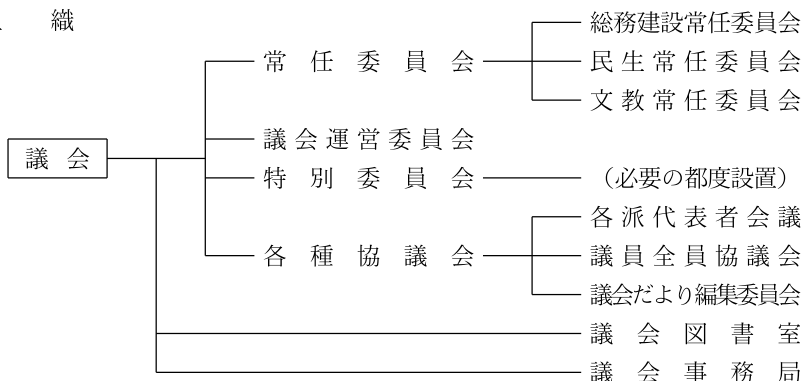 織
総務建設常任委員会
常任委員会
民生常任委員会
文教常任委員会
議会運営委員会
議会
特別委員会
（必要の都度設置）
各派代表者会議
各種協議会
議員全員協議会
議会だより編集委員会
議会図書室
議会事務局